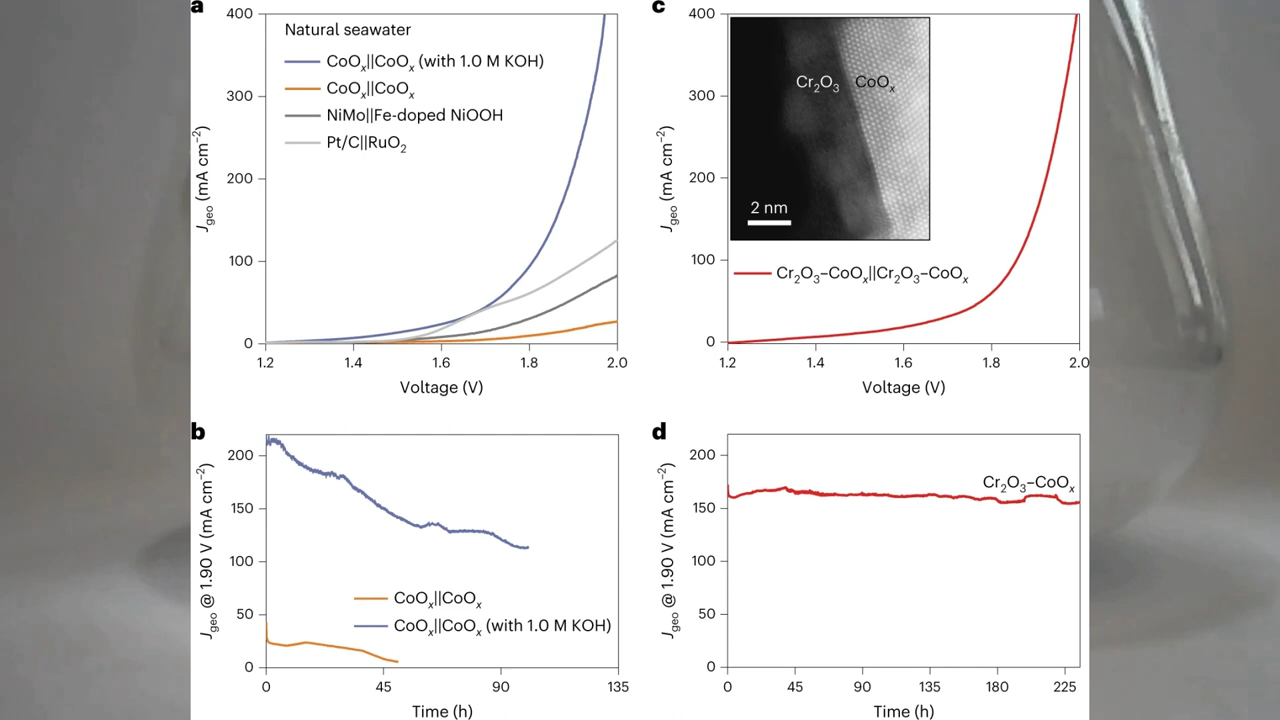 a
400
300
200
100
0
J_geo (mA cm⁻²)
Natural seawater
CoOₓ||CoOₓ (with 1.0 M KOH)
CoOₓ||CoOₓ
NiMo||Fe-doped NiOOH
Pt/C||RuO₂
1.2 1.4 1.6 1.8 2.0
Voltage (V)
c
400
300
200
100
0
J_geo (mA cm⁻²)
Cr₂O₃ CoOₓ
2 nm
Cr₂O₃–CoOₓ||Cr₂O₃–CoOₓ
1.2 1.4 1.6 1.8 2.0
Voltage (V)
b
200
150
100
50
0
J_geo @ 1.90 V (mA cm⁻²)
CoOₓ||CoOₓ
CoOₓ||CoOₓ (with 1.0 M KOH)
0 45 90 135
Time (h)
d
200
150
100
50
0
J_geo @ 1.90 V (mA cm⁻²)
Cr₂O₃–CoOₓ
0 45 90 135 180 225
Time (h)